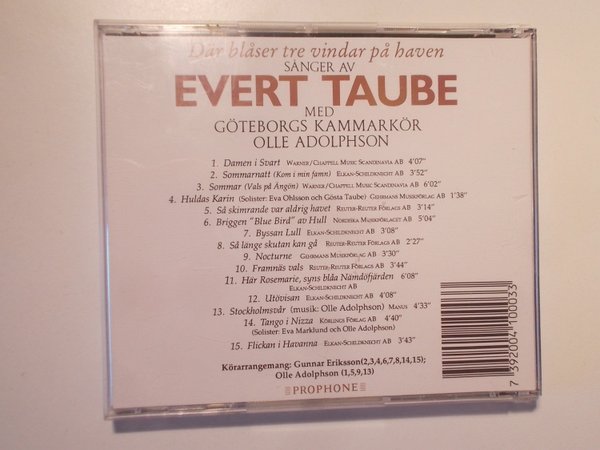 Där blåser tre vindar på haven
SÅNGER AV
EVERT TAUBE
MED
GÖTEBORGS KAMMARKÖR
OLLE ADOLPHSON
1. Damen i Svart WARNER/CHAPPELL MUSIC SCANDINAVIA AB 4'07"
2. Sommarnatt (Kom i min famn) ELKAN-SCHILDKNECHT AB 3'52"
3. Sommar (Vals på Ängön) WARNER/CHAPPELL MUSIC SCANDINAVIA AB 6'02"
4. Huldas Karin (Solister: Eva Ohlsson och Gösta Taube) GEHRMANS MUSIKFÖRLAG AB 1'38"
5. Så skimrande var aldrig havet REUTER-REUTER FÖRLAGS AB 3'14"
6. Briggen "Blue Bird" av Hull NORDISKA MUSIKFÖRLAGET AB 5'04"
7. Byssan Lull ELKAN-SCHILDKNECHT AB 3'08"
8. Så länge skutan kan gå REUTER-REUTER FÖRLAGS AB 2'27"
9. Nocturne GEHRMANS MUSIKFÖRLAG AB 3'30"
10. Framnäs vals REUTER-REUTER FÖRLAGS AB 3'44"
11. Här Rosemarie, syns blåa Nämdöfjärden 6'08"
ELKAN-SCHILDKNECHT AB
12. Utövisan ELKAN-SCHILDKNECHT AB 4'08"
13. Stockholmsvår (musik: Olle Adolphson) MANUS 4'33"
14. Tango i Nizza KÖRLINGS FÖRLAG AB 4'40"
(Solister: Eva Marklund och Olle Adolphson)
15. Flickan i Havanna ELKAN-SCHILDKNECHT AB 3'43"
Körarrangemang: Gunnar Eriksson(2,3,4,6,7,8,14,15);
Olle Adolphson (1,5,9,13)
PROPHONE
7 392004 100033